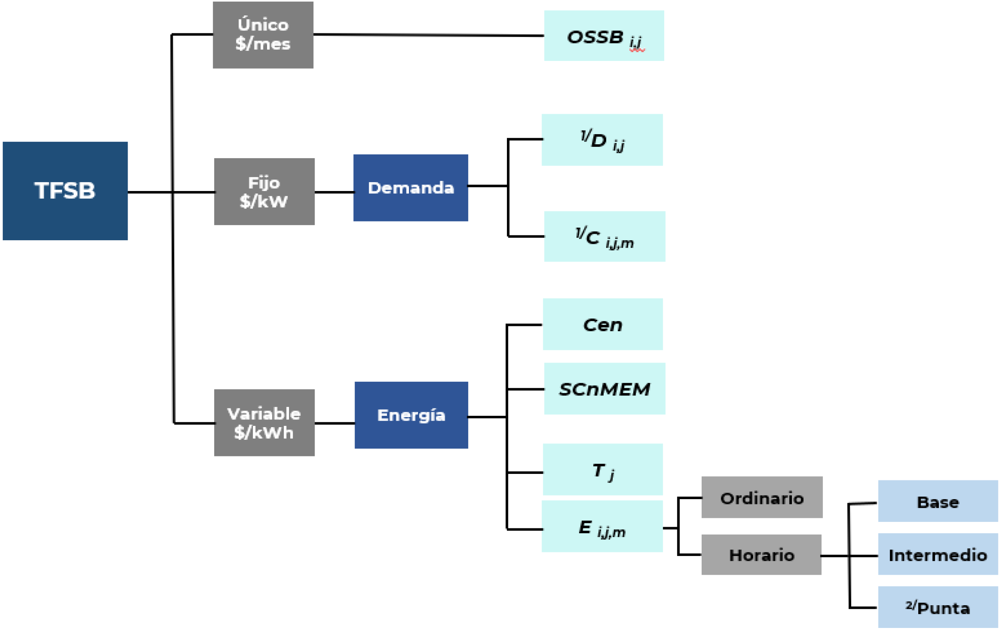 Único
$/mes
OSSB i,j
TFSB
Fijo
$/kW
Demanda
1/D i,j
1/C i,j,m
Variable
$/kWh
Energía
Cen
SCnMEM
T j
E i,j,m
Ordinario
Horario
Base
Intermedio
2/Punta